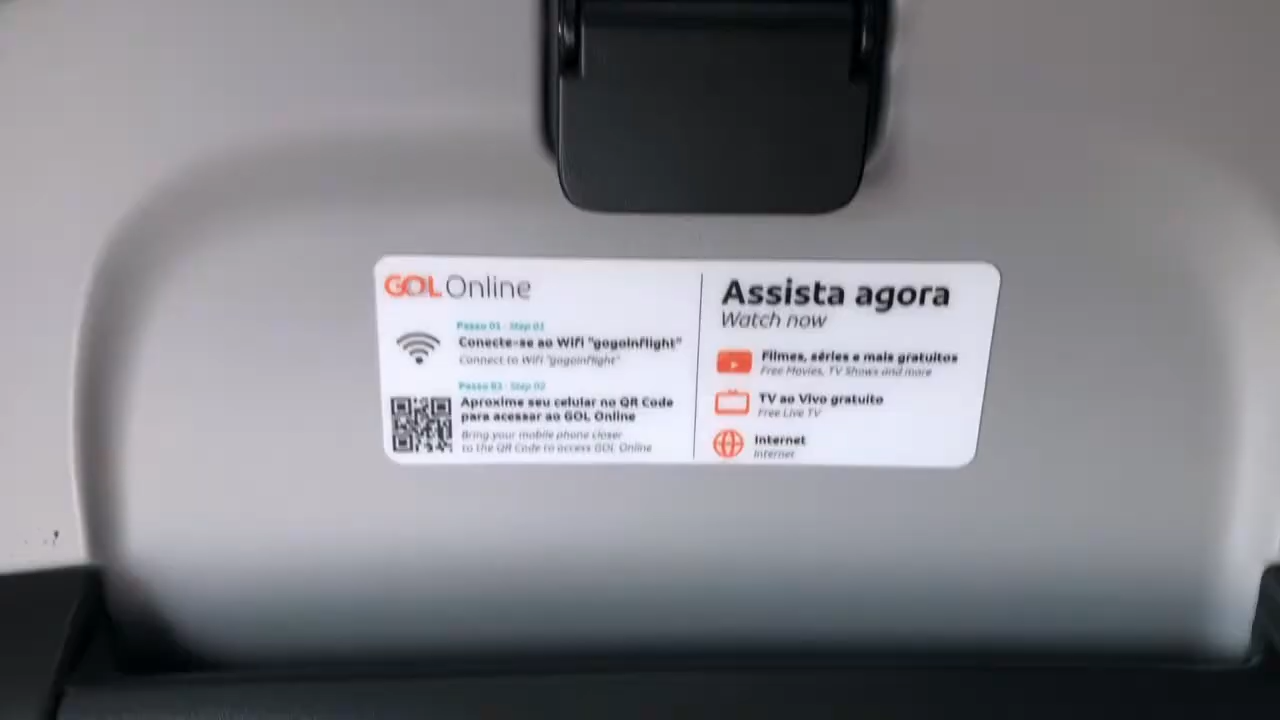 GOL Online
Passo 01 - Step 01
Conecte-se ao Wifi "gogoinflight"
Connect to Wifi "gogoinflight"
Passo 02 - Step 02
Aproxime seu celular no QR Code
para acessar ao GOL Online
Bring your mobile phone closer
to the QR Code to access GOL Online
Assista agora
Watch now
Filmes, séries e mais gratuitos
Free Movies, TV Shows and more
TV ao Vivo gratuito
Free Live TV
Internet
Internet